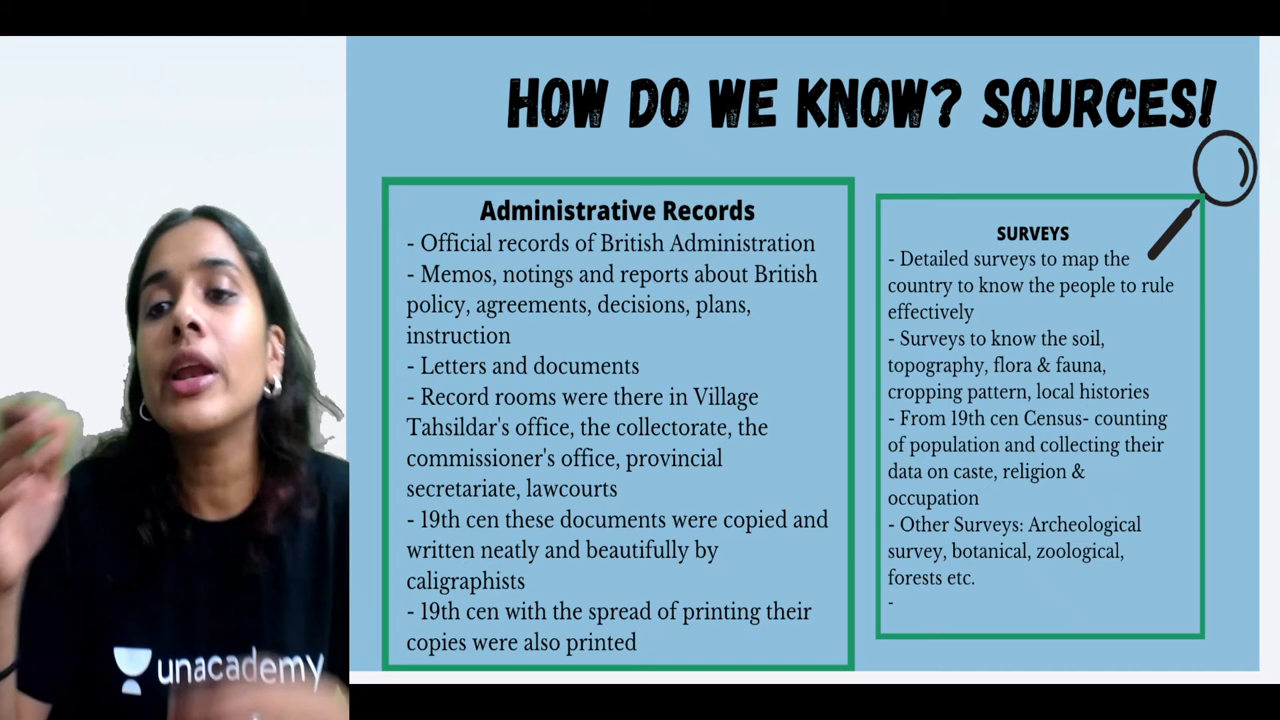 HOW DO WE KNOW? SOURCES!
Administrative Records
- Official records of British Administration
- Memos, notings and reports about British
policy, agreements, decisions, plans,
instruction
- Letters and documents
- Record rooms were there in Village
Tahsildar's office, the collectorate, the
commissioner's office, provincial
secretariate, lawcourts
- 19th cen these documents were copied and
written neatly and beautifully by
caligraphists
- 19th cen with the spread of printing their
copies were also printed
SURVEYS
- Detailed surveys to map the
country to know the people to rule
effectively
- Surveys to know the soil,
topography, flora & fauna,
cropping pattern, local histories
- From 19th cen Census- counting
of population and collecting their
data on caste, religion &
occupation
- Other Surveys: Archeological
survey, botanical, zoological,
forests etc.
-
unacademy